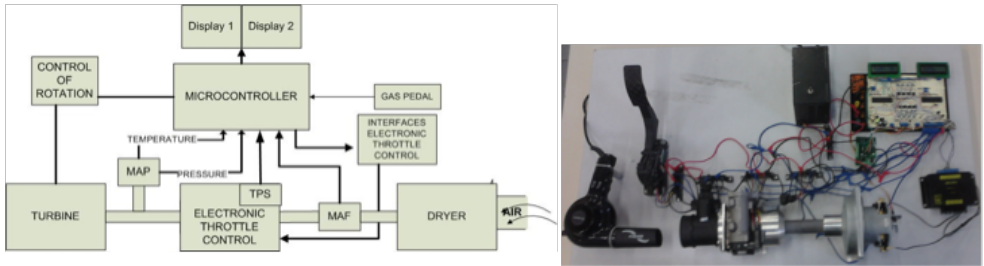 Display 1
Display 2
CONTROL
OF
ROTATION
MICROCONTROLLER
GAS PEDAL
INTERFACES
ELECTRONIC
THROTTLE
CONTROL
TEMPERATURE
MAP
PRESSURE
TPS
TURBINE
ELECTRONIC
THROTTLE
CONTROL
MAF
DRYER
AIR